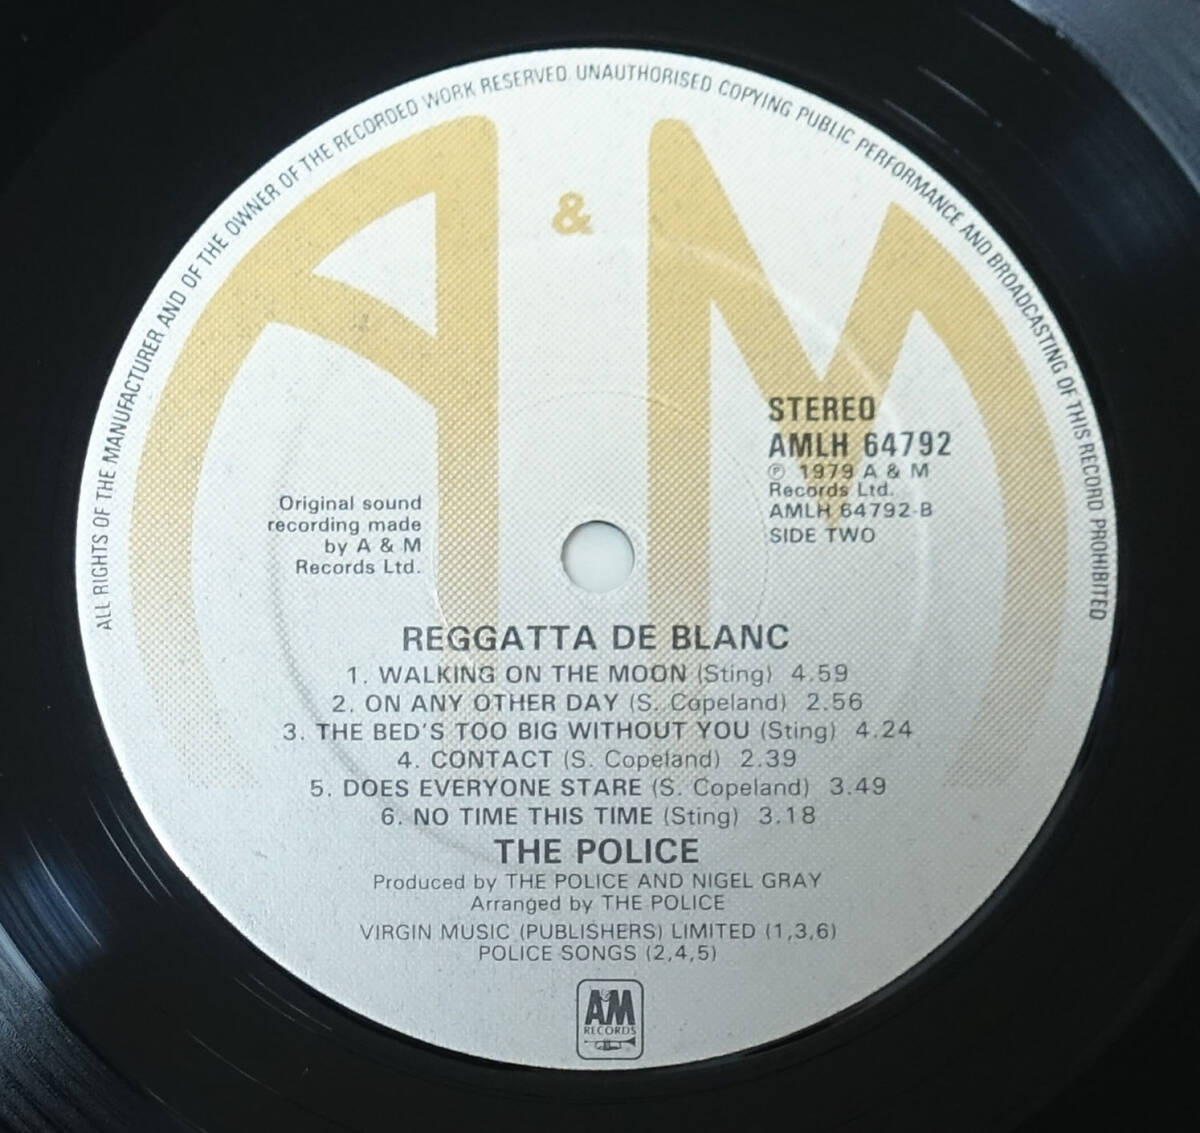 ALL RIGHTS OF THE MANUFACTURER AND OF THE OWNER OF THE RECORDED WORK RESERVED. UNAUTHORISED COPYING PUBLIC PERFORMANCE AND BROADCASTING OF THIS RECORD PROHIBITED
A & M
STEREO
AMLH 64792
Ⓟ 1979 A & M
Records Ltd.
AMLH 64792-B
SIDE TWO
Original sound
recording made
by A & M
Records Ltd.
REGGATTA DE BLANC
1. WALKING ON THE MOON (Sting) 4.59
2. ON ANY OTHER DAY (S. Copeland) 2.56
3. THE BED'S TOO BIG WITHOUT YOU (Sting) 4.24
4. CONTACT (S. Copeland) 2.39
5. DOES EVERYONE STARE (S. Copeland) 3.49
6. NO TIME THIS TIME (Sting) 3.18
THE POLICE
Produced by THE POLICE AND NIGEL GRAY
Arranged by THE POLICE
VIRGIN MUSIC (PUBLISHERS) LIMITED (1,3,6)
POLICE SONGS (2,4,5)
A&M
RECORDS